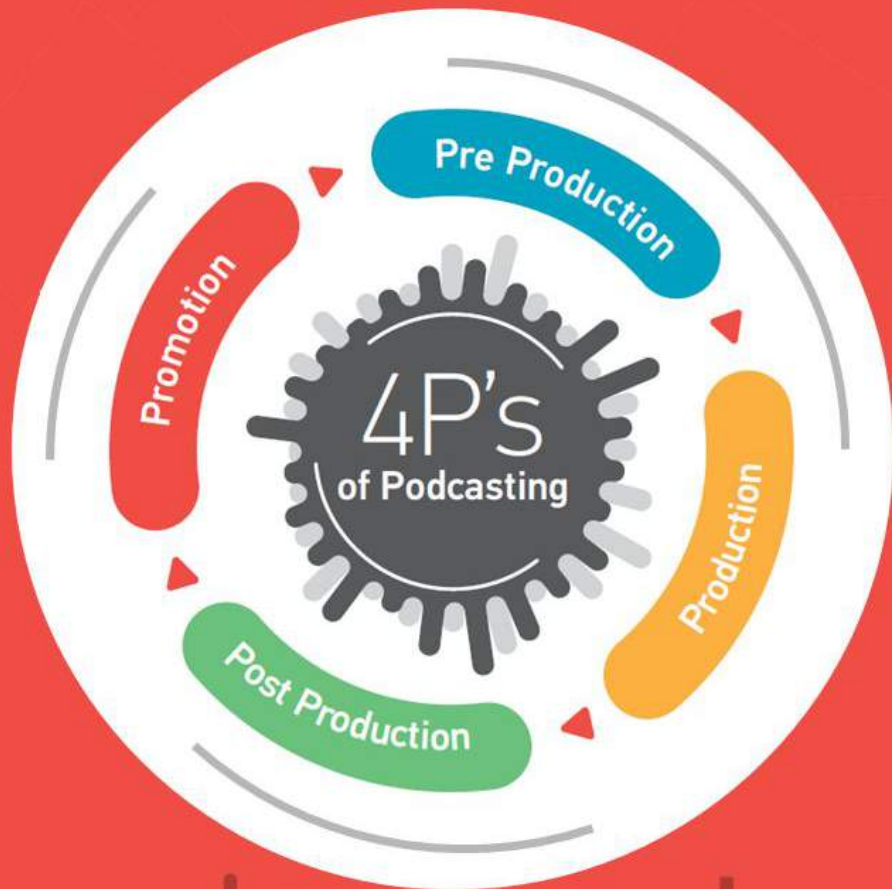 4P's
of Podcasting
Pre Production
Production
Post Production
Promotion